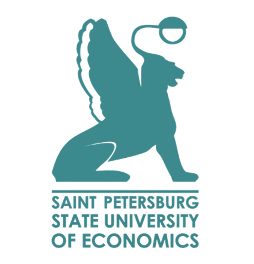 SAINT PETERSBURG
STATE UNIVERSITY
OF ECONOMICS